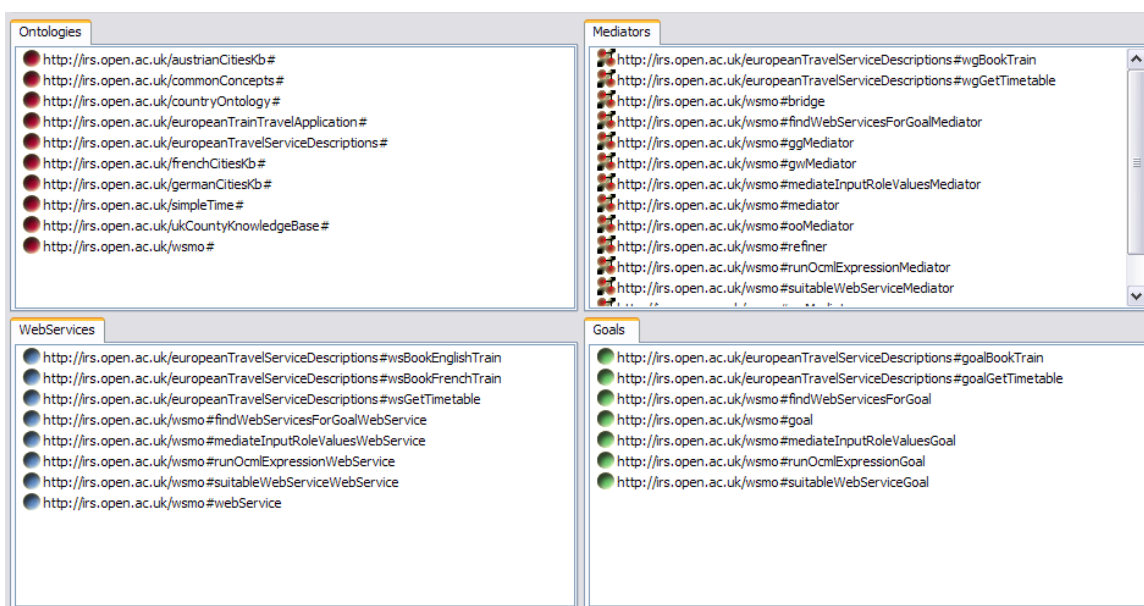 Ontologies
http://irs.open.ac.uk/austrianCitiesKb#
http://irs.open.ac.uk/commonConcepts#
http://irs.open.ac.uk/countryOntology#
http://irs.open.ac.uk/europeanTrainTravelApplication#
http://irs.open.ac.uk/europeanTravelServiceDescriptions#
http://irs.open.ac.uk/frenchCitiesKb#
http://irs.open.ac.uk/germanCitiesKb#
http://irs.open.ac.uk/simpleTime#
http://irs.open.ac.uk/ukCountyKnowledgeBase#
http://irs.open.ac.uk/wsmo#
Mediators
http://irs.open.ac.uk/europeanTravelServiceDescriptions#wgBookTrain
http://irs.open.ac.uk/europeanTravelServiceDescriptions#wgGetTimetable
http://irs.open.ac.uk/wsmo#bridge
http://irs.open.ac.uk/wsmo#findWebServicesForGoalMediator
http://irs.open.ac.uk/wsmo#ggMediator
http://irs.open.ac.uk/wsmo#gwMediator
http://irs.open.ac.uk/wsmo#mediateInputRoleValuesMediator
http://irs.open.ac.uk/wsmo#mediator
http://irs.open.ac.uk/wsmo#ooMediator
http://irs.open.ac.uk/wsmo#refiner
http://irs.open.ac.uk/wsmo#runOcmlExpressionMediator
http://irs.open.ac.uk/wsmo#suitableWebServiceMediator
WebServices
http://irs.open.ac.uk/europeanTravelServiceDescriptions#wsBookEnglishTrain
http://irs.open.ac.uk/europeanTravelServiceDescriptions#wsBookFrenchTrain
http://irs.open.ac.uk/europeanTravelServiceDescriptions#wsGetTimetable
http://irs.open.ac.uk/wsmo#findWebServicesForGoalWebService
http://irs.open.ac.uk/wsmo#mediateInputRoleValuesWebService
http://irs.open.ac.uk/wsmo#runOcmlExpressionWebService
http://irs.open.ac.uk/wsmo#suitableWebServiceWebService
http://irs.open.ac.uk/wsmo#webService
Goals
http://irs.open.ac.uk/europeanTravelServiceDescriptions#goalBookTrain
http://irs.open.ac.uk/europeanTravelServiceDescriptions#goalGetTimetable
http://irs.open.ac.uk/wsmo#findWebServicesForGoal
http://irs.open.ac.uk/wsmo#goal
http://irs.open.ac.uk/wsmo#mediateInputRoleValuesGoal
http://irs.open.ac.uk/wsmo#runOcmlExpressionGoal
http://irs.open.ac.uk/wsmo#suitableWebServiceGoal